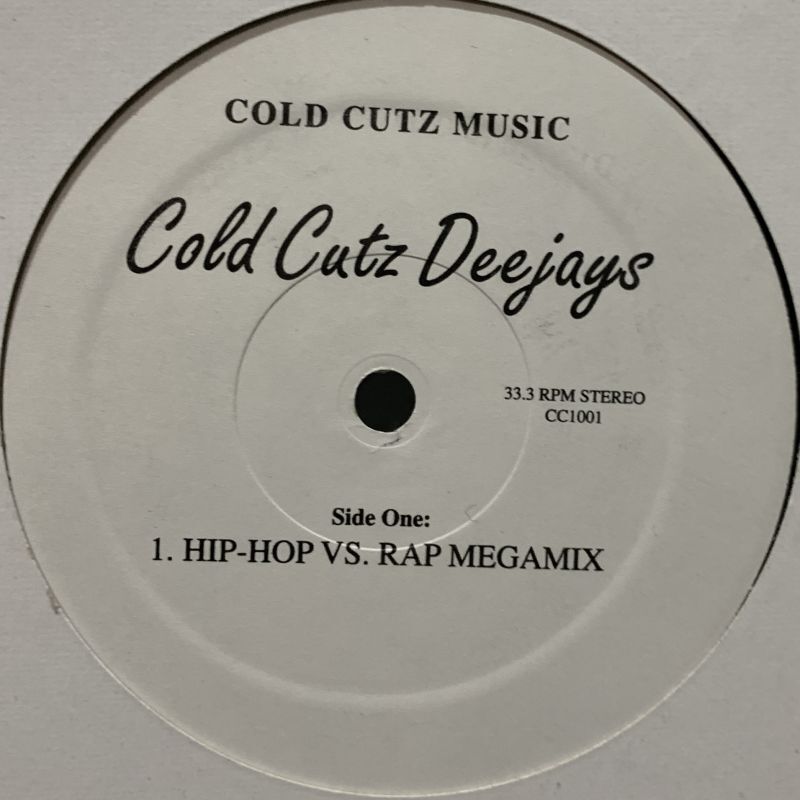 COLD CUTZ MUSIC
Cold Cutz Deejays
33.3 RPM STEREO
CC1001
Side One:
1. HIP-HOP VS. RAP MEGAMIX